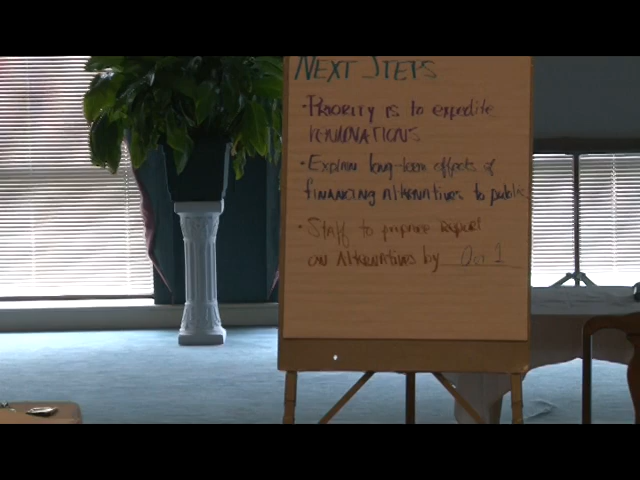 NEXT STEPS
• PRIORITY is to expedite
RENOVATIONS
• Explain long-term effects of
FINANCING AlteRNATIVES to public
• Staff to prepare Report
on AlteRNATIVES by Oct 1